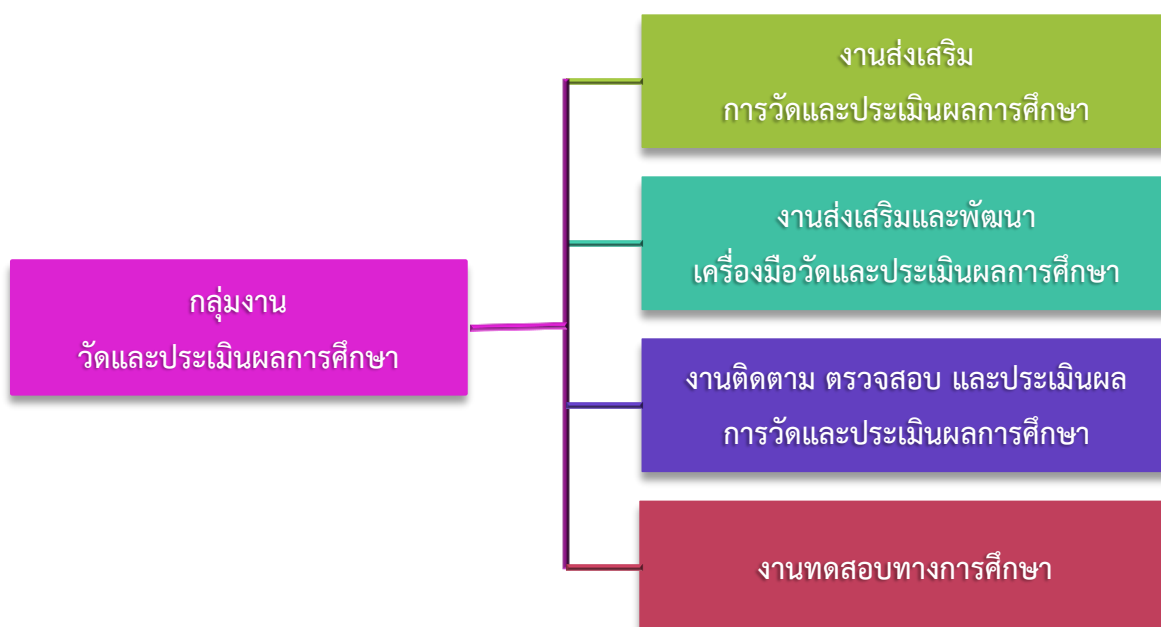 งานส่งเสริม
การวัดและประเมินผลการศึกษา
งานส่งเสริมและพัฒนา
เครื่องมือวัดและประเมินผลการศึกษา
กลุ่มงาน
วัดและประเมินผลการศึกษา
งานติดตาม ตรวจสอบ และประเมินผล
การวัดและประเมินผลการศึกษา
งานทดสอบทางการศึกษา